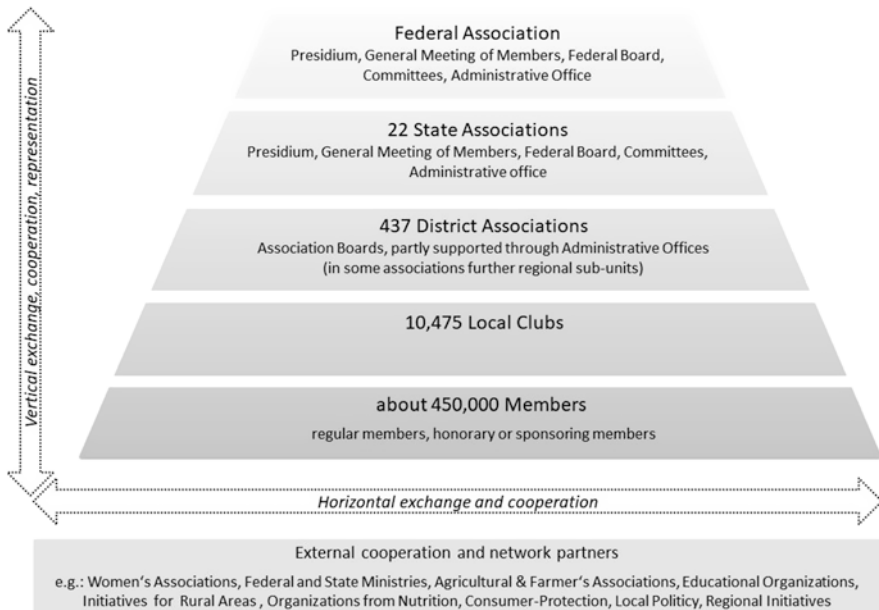 Federal Association
Presidium, General Meeting of Members, Federal Board,
Committees, Administrative Office
22 State Associations
Presidium, General Meeting of Members, Federal Board, Committees,
Administrative office
437 District Associations
Association Boards, partly supported through Administrative Offices
(in some associations further regional sub-units)
10,475 Local Clubs
about 450,000 Members
regular members, honorary or sponsoring members
Vertical exchange, cooperation, representation
Horizontal exchange and cooperation
External cooperation and network partners
e.g.: Women's Associations, Federal and State Ministries, Agricultural & Farmer's Associations, Educational Organizations,
Initiatives for Rural Areas , Organizations from Nutrition, Consumer-Protection, Local Politicy, Regional Initiatives